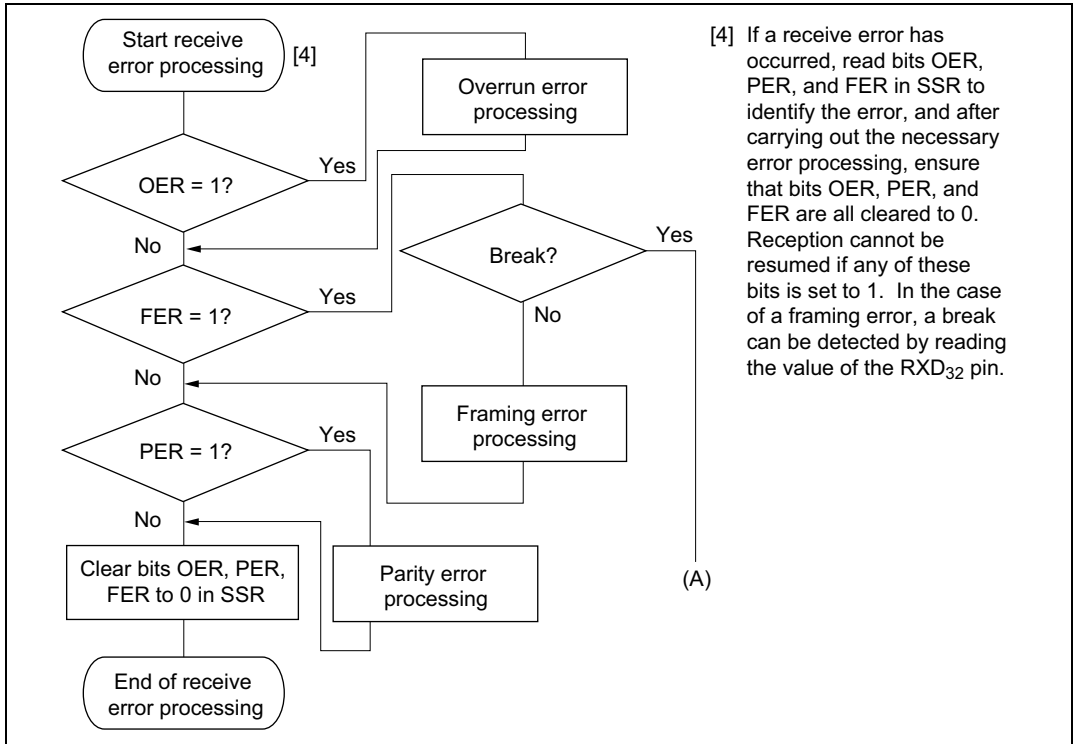 Start receive
error processing
[4]
Overrun error
processing
Yes
OER = 1?
No
Yes
Break?
Yes
FER = 1?
No
No
Framing error
processing
Yes
PER = 1?
No
Clear bits OER, PER,
FER to 0 in SSR
Parity error
processing
(A)
End of receive
error processing
[4] If a receive error has
occurred, read bits OER,
PER, and FER in SSR to
identify the error, and after
carrying out the necessary
error processing, ensure
that bits OER, PER, and
FER are all cleared to 0.
Reception cannot be
resumed if any of these
bits is set to 1. In the case
of a framing error, a break
can be detected by reading
the value of the RXD32 pin.